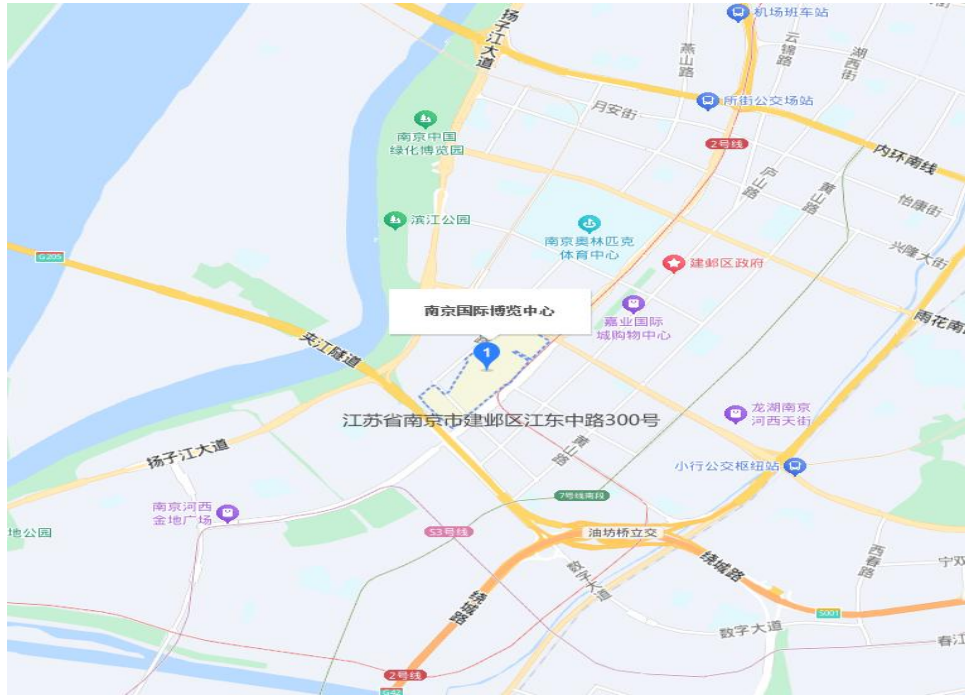 机场班车站
扬子江大道
燕山路
云锦路
湖西街
所街公交场站
月安街
南京中国
绿化博览园
2号线
内环南线
庐山路
黄山路
怡康街
滨江公园
南京奥林匹克
体育中心
兴隆大街
G205
建邺区政府
南京国际博览中心
嘉业国际
城购物中心
雨花南
夹江隧道
1
江苏省南京市建邺区江东中路300号
龙湖南京
河西天街
黄山路
扬子江大道
小行公交枢纽站
7号线南段
南京河西
金地广场
地公园
S3号线
油坊桥立交
西春路
宁双
绕城路
数字大道
绕城路
S001
数字大道
春江
2号线
G42